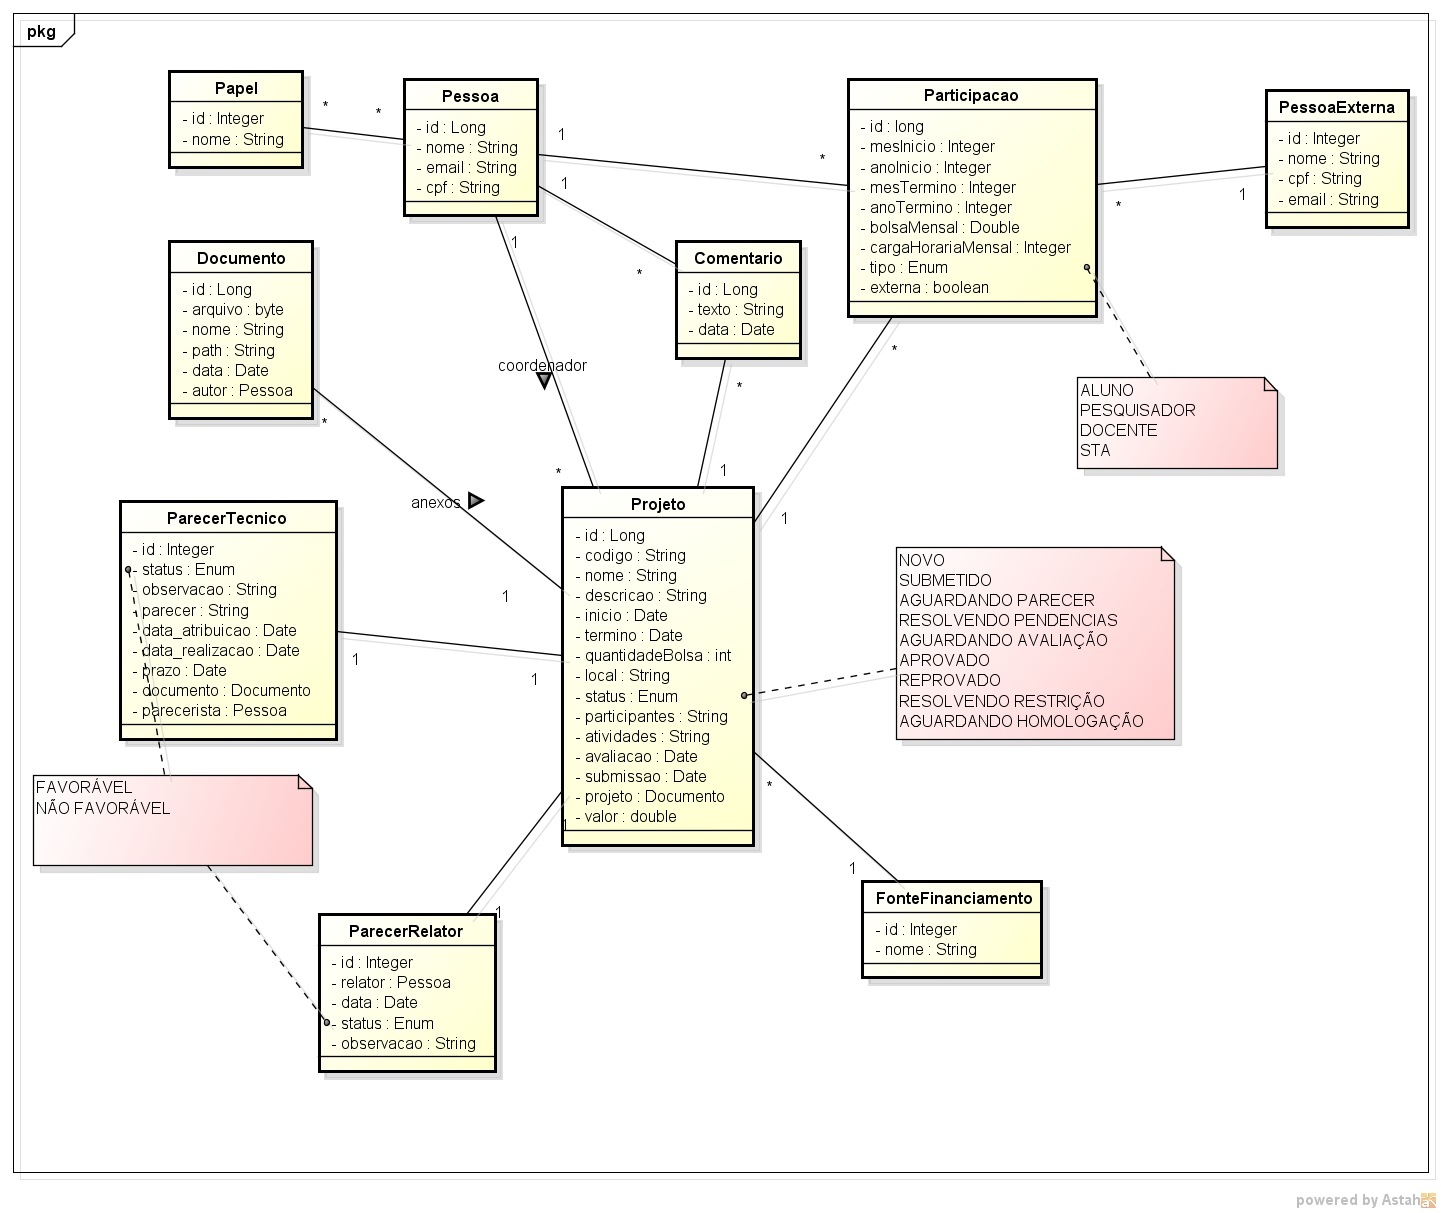 pkg
Papel
- id : Integer
- nome : String
*
*
Pessoa
- id : Long
- nome : String
- email : String
- cpf : String
1
*
1
*
1
Participacao
- id : long
- mesInicio : Integer
- anoInicio : Integer
- mesTermino : Integer
- anoTermino : Integer
- bolsaMensal : Double
- cargaHorariaMensal : Integer
- tipo : Enum
- externa : boolean
*
1
PessoaExterna
- id : Integer
- nome : String
- cpf : String
- email : String
Documento
- id : Long
- arquivo : byte
- nome : String
- path : String
- data : Date
- autor : Pessoa
*
Comentario
- id : Long
- texto : String
- data : Date
*
coordenador
*
1
*
1
ALUNO
PESQUISADOR
DOCENTE
STA
anexos
1
ParecerTecnico
- id : Integer
- status : Enum
- observacao : String
- parecer : String
- data_atribuicao : Date
- data_realizacao : Date
- prazo : Date
- documento : Documento
- parecerista : Pessoa
1
1
Projeto
- id : Long
- codigo : String
- nome : String
- descricao : String
- inicio : Date
- termino : Date
- quantidadeBolsa : int
- local : String
- status : Enum
- participantes : String
- atividades : String
- avaliacao : Date
- submissao : Date
- projeto : Documento
- valor : double
1
NOVO
SUBMETIDO
AGUARDANDO PARECER
RESOLVENDO PENDENCIAS
AGUARDANDO AVALIAÇÃO
APROVADO
REPROVADO
RESOLVENDO RESTRIÇÃO
AGUARDANDO HOMOLOGAÇÃO
FAVORÁVEL
NÃO FAVORÁVEL
*
1
FonteFinanciamento
- id : Integer
- nome : String
1
ParecerRelator
- id : Integer
- relator : Pessoa
- data : Date
- status : Enum
- observacao : String
powered by Astah